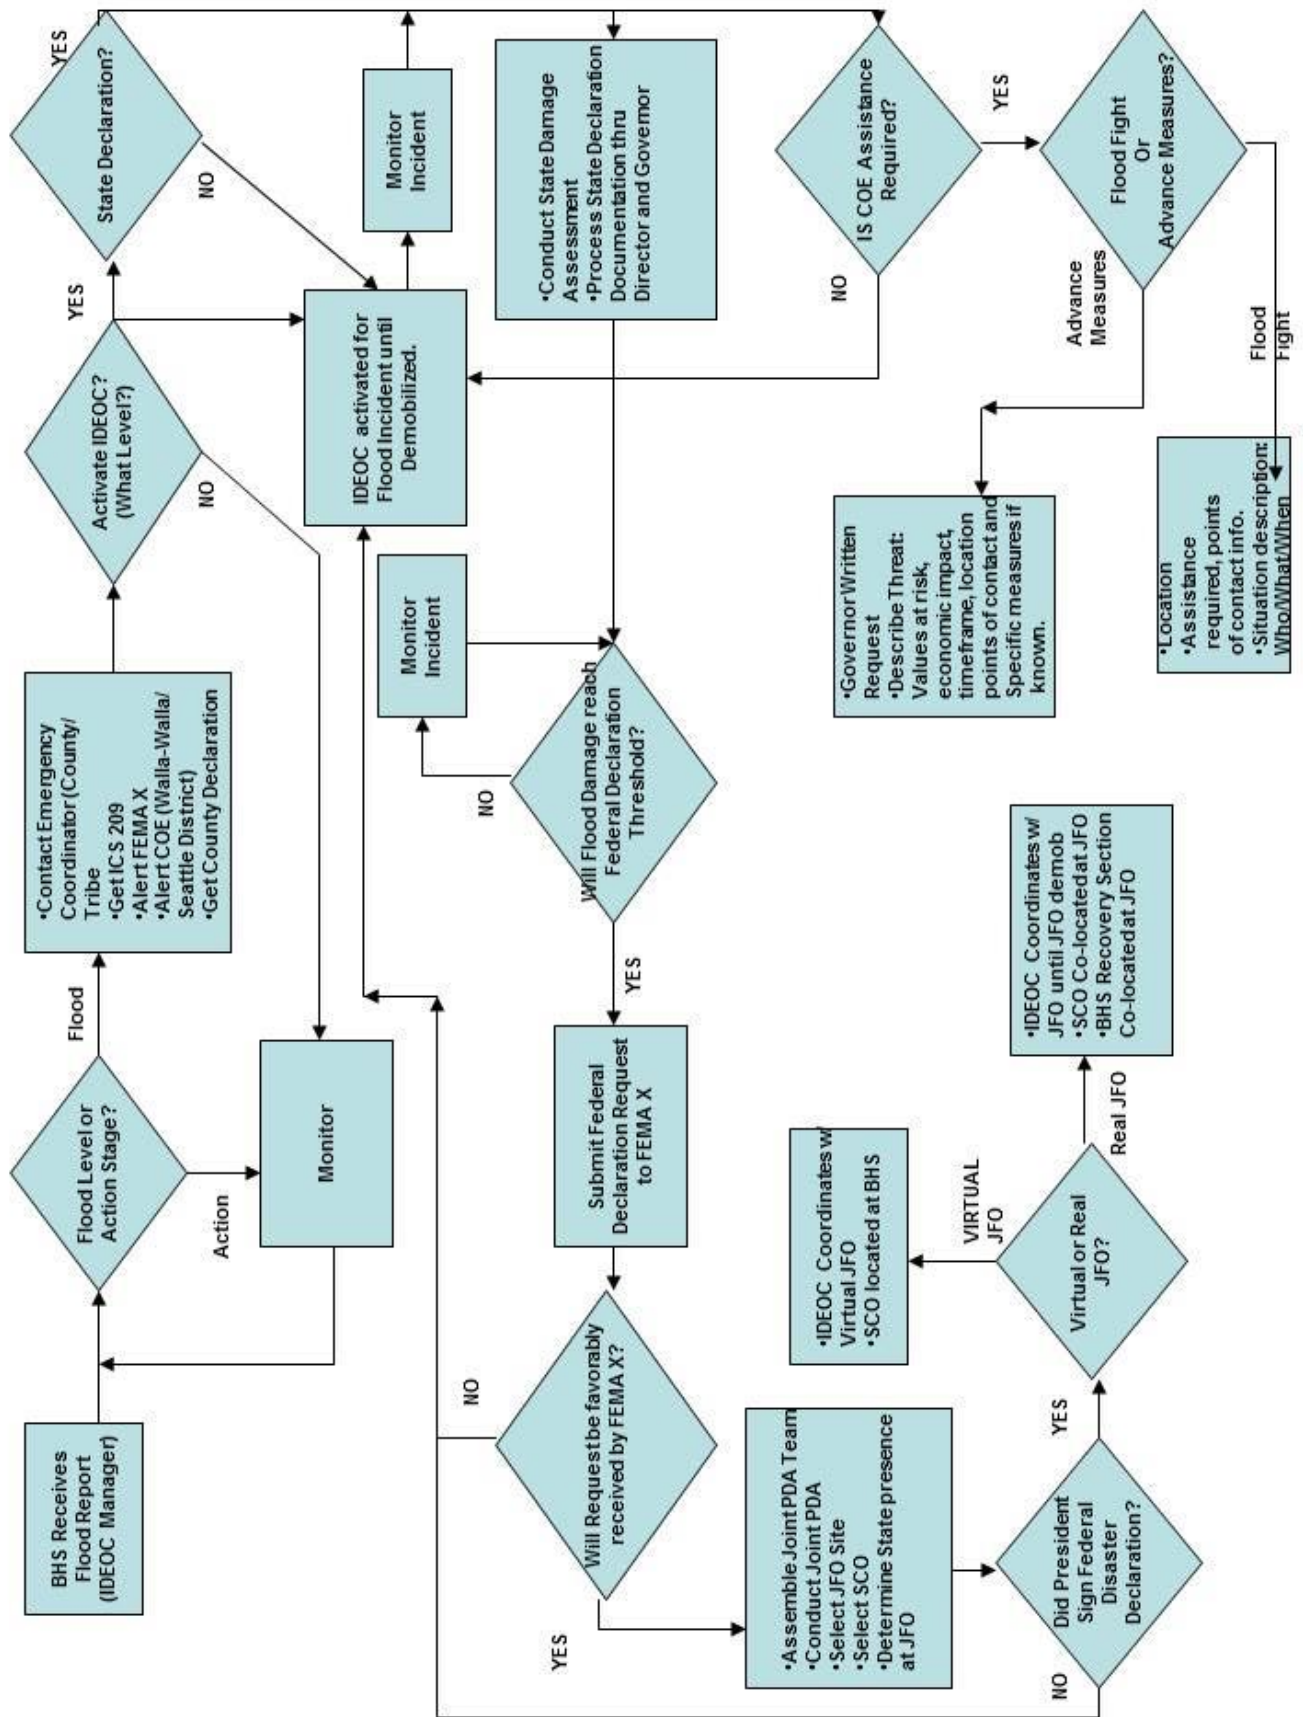 BHS Receives
Flood Report
(IDEOC Manager)
Flood Level or
Action Stage?
Flood
Action
Monitor
•Contact Emergency
Coordinator (County/
Tribe
•Get ICS 209
•Alert FEMA X
•Alert COE (Walla-Walla/
Seattle District)
•Get County Declaration
Activate IDEOC?
(What Level?)
YES
NO
State Declaration?
YES
NO
IDEOC activated for
Flood Incident until
Demobilized.
Monitor
Incident
•Conduct State Damage
Assessment
•Process State Declaration
Documentation thru
Director and Governor
Monitor
Incident
Will Flood Damage reach
Federal Declaration
Threshold?
NO
YES
Submit Federal
Declaration Request
to FEMA X
Will Request be favorably
received by FEMA X?
NO
YES
•Assemble Joint PDA Team
•Conduct Joint PDA
•Select JFO Site
•Select SCO
•Determine State presence
at JFO
Did President
Sign Federal
Disaster
Declaration?
NO
YES
Virtual or Real
JFO?
VIRTUAL
JFO
Real JFO
•IDEOC Coordinates w/
Virtual JFO
•SCO located at BHS
•IDEOC Coordinates w/
JFO until JFO demob
•SCO Co-located at JFO
•BHS Recovery Section
Co-located at JFO
IS COE Assistance
Required?
NO
YES
Flood Fight
Or
Advance Measures?
Advance
Measures
Flood
Fight
•Governor Written
Request
•Describe Threat:
Values at risk,
economic impact,
timeframe, location
points of contact and
Specific measures if
known.
•Location
•Assistance
required, points
of contact info.
•Situation description:
Who/What/When